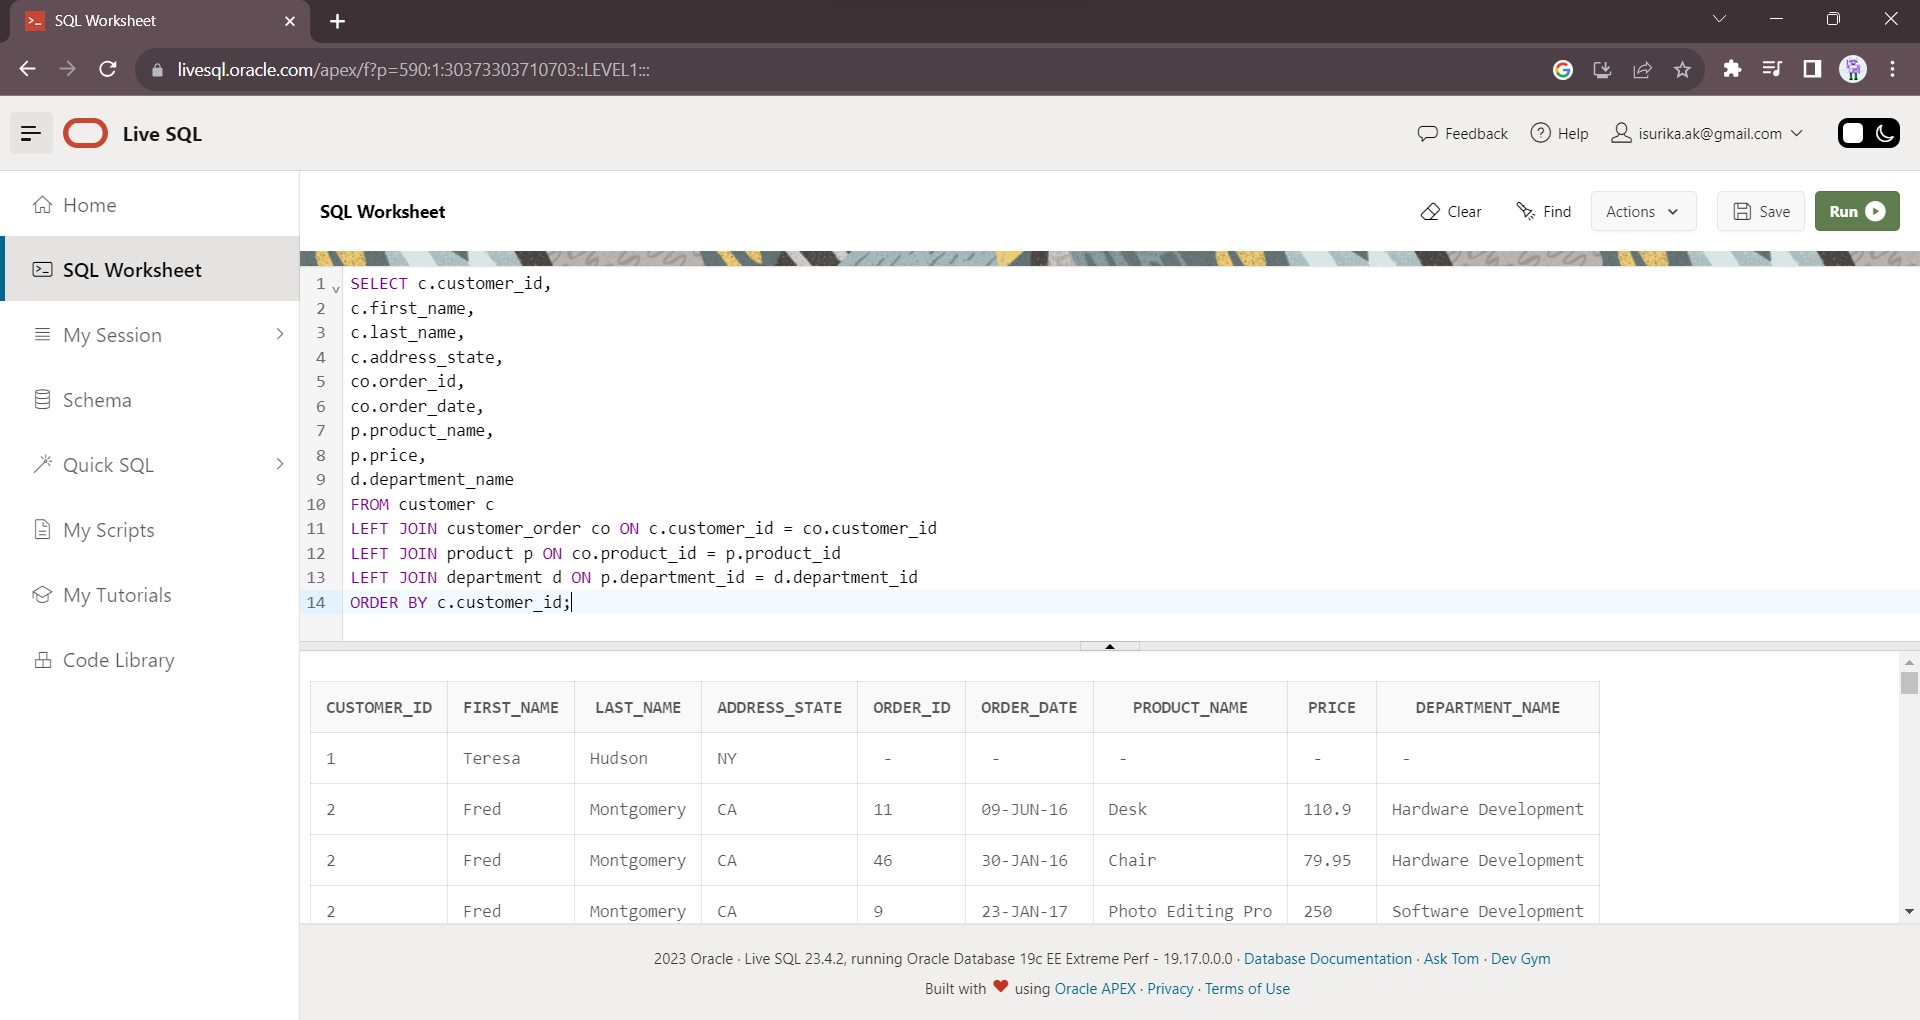 SQL Worksheet
livesql.oracle.com/apex/f?p=590:1:30373303710703::LEVEL1:::
Live SQL
Feedback
Help
isurika.ak@gmail.com
Home
SQL Worksheet
My Session
Schema
Quick SQL
My Scripts
My Tutorials
Code Library
SQL Worksheet
Clear
Find
Actions
Save
Run
1 SELECT c.customer_id,
2 c.first_name,
3 c.last_name,
4 c.address_state,
5 co.order_id,
6 co.order_date,
7 p.product_name,
8 p.price,
9 d.department_name
10 FROM customer c
11 LEFT JOIN customer_order co ON c.customer_id = co.customer_id
12 LEFT JOIN product p ON co.product_id = p.product_id
13 LEFT JOIN department d ON p.department_id = d.department_id
14 ORDER BY c.customer_id;
CUSTOMER_ID FIRST_NAME LAST_NAME ADDRESS_STATE ORDER_ID ORDER_DATE PRODUCT_NAME PRICE DEPARTMENT_NAME
1 Teresa Hudson NY - - - - -
2 Fred Montgomery CA 11 09-JUN-16 Desk 110.9 Hardware Development
2 Fred Montgomery CA 46 30-JAN-16 Chair 79.95 Hardware Development
2 Fred Montgomery CA 9 23-JAN-17 Photo Editing Pro 250 Software Development
2023 Oracle · Live SQL 23.4.2, running Oracle Database 19c EE Extreme Perf - 19.17.0.0.0 · Database Documentation · Ask Tom · Dev Gym
Built with ❤ using Oracle APEX · Privacy · Terms of Use